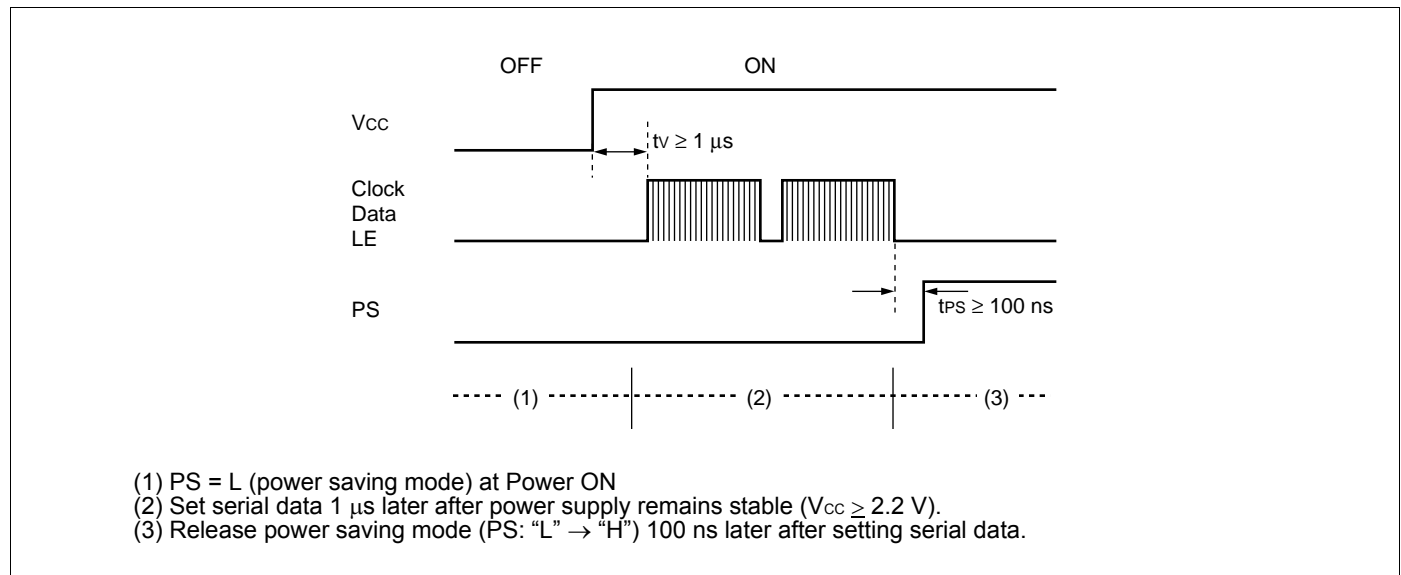 OFF ON
VCC
tV ≥ 1 μs
Clock
Data
LE
PS
tPS ≥ 100 ns
(1) (2) (3)
(1) PS = L (power saving mode) at Power ON
(2) Set serial data 1 μs later after power supply remains stable (VCC ≥ 2.2 V).
(3) Release power saving mode (PS: “L” → “H”) 100 ns later after setting serial data.